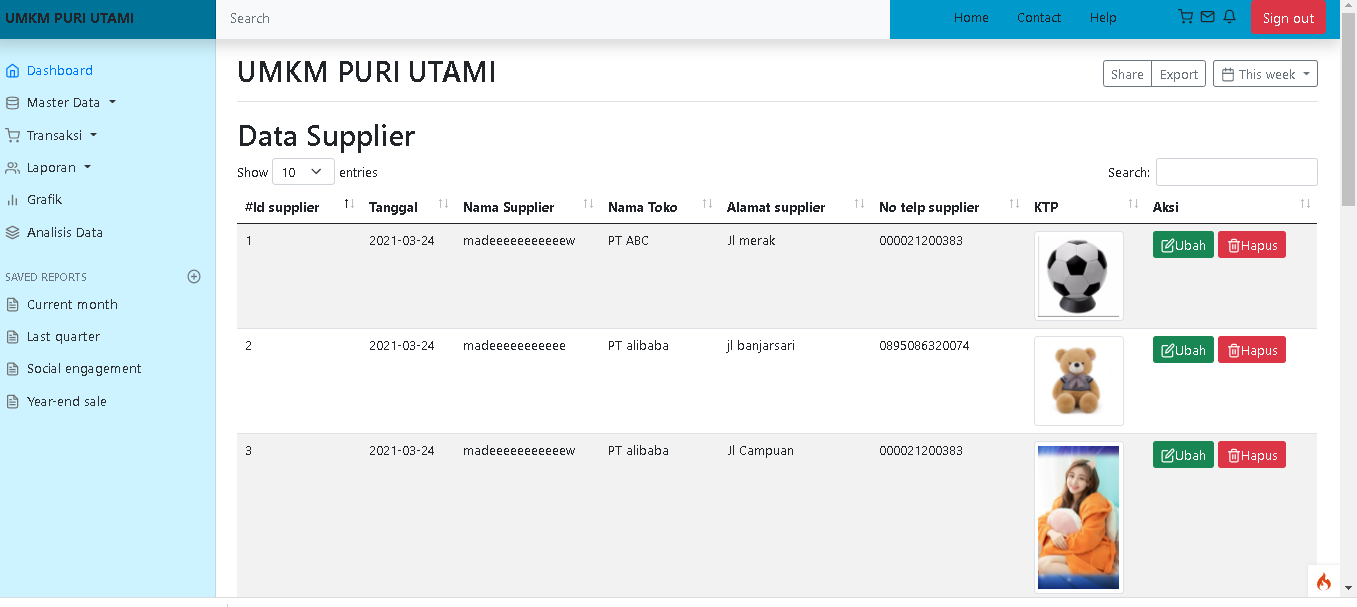 UMKM PURI UTAMI
Search
Home Contact Help Sign out
Dashboard
Master Data
Transaksi
Laporan
Grafik
Analisis Data
SAVED REPORTS
Current month
Last quarter
Social engagement
Year-end sale
UMKM PURI UTAMI
Share Export This week
Data Supplier
Show 10 entries Search:
#Id supplier Tanggal Nama Supplier Nama Toko Alamat supplier No telp supplier KTP Aksi
1 2021-03-24 madeeeeeeeeeeew PT ABC Jl merak 000021200383 Ubah Hapus
2 2021-03-24 madeeeeeeeeeee PT alibaba jl banjarsari 0895086320074 Ubah Hapus
3 2021-03-24 madeeeeeeeeeeew PT alibaba Jl Campuan 000021200383 Ubah Hapus